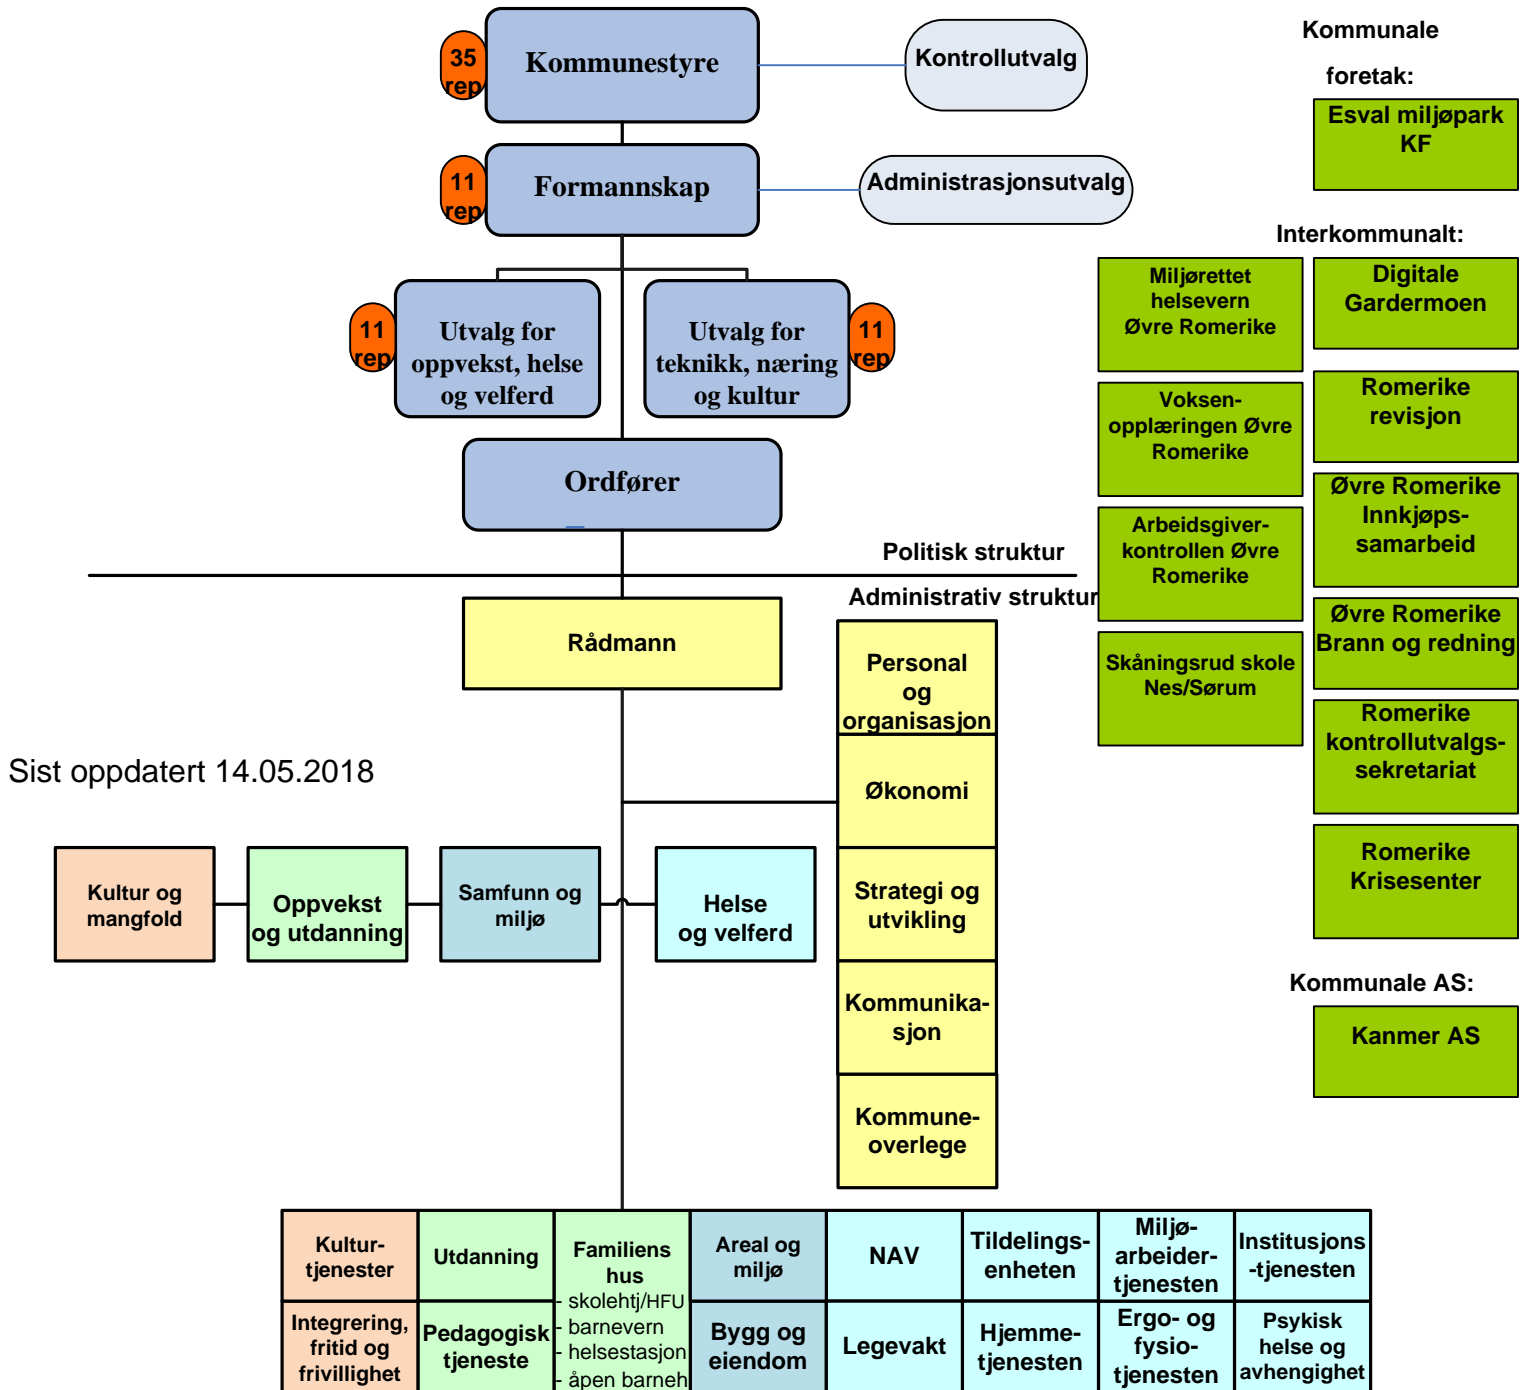 35
rep
Kommunestyre
Kontrollutvalg
11
rep
Formannskap
Administrasjonsutvalg
11
rep
Utvalg for
oppvekst, helse
og velferd
Utvalg for
teknikk, næring
og kultur
11
rep
Ordfører
Politisk struktur
Administrativ struktur
Rådmann
Personal
og
organisasjon
Økonomi
Strategi og
utvikling
Kommunika-
sjon
Kommune-
overlege
Sist oppdatert 14.05.2018
Kultur og
mangfold
Oppvekst
og utdanning
Samfunn og
miljø
Helse
og velferd
Kommunale
foretak:
Esval miljøpark
KF
Interkommunalt:
Miljørettet
helsevern
Øvre Romerike
Voksen-
opplæringen Øvre
Romerike
Arbeidsgiver-
kontrollen Øvre
Romerike
Skåningsrud skole
Nes/Sørum
Digitale
Gardermoen
Romerike
revisjon
Øvre Romerike
Innkjøps-
samarbeid
Øvre Romerike
Brann og redning
Romerike
kontrollutvalgs-
sekretariat
Romerike
Krisesenter
Kommunale AS:
Kanmer AS
Kultur-
tjenester
Utdanning
Familiens
hus
- skolehtj/HFU
- barnevern
- helsestasjon
- åpen barneh
Areal og
miljø
NAV
Tildelings-
enheten
Miljø-
arbeider-
tjenesten
Institusjons
-tjenesten
Integrering,
fritid og
frivillighet
Pedagogisk
tjeneste
Bygg og
eiendom
Legevakt
Hjemme-
tjenesten
Ergo- og
fysio-
tjenesten
Psykisk
helse og
avhengighet